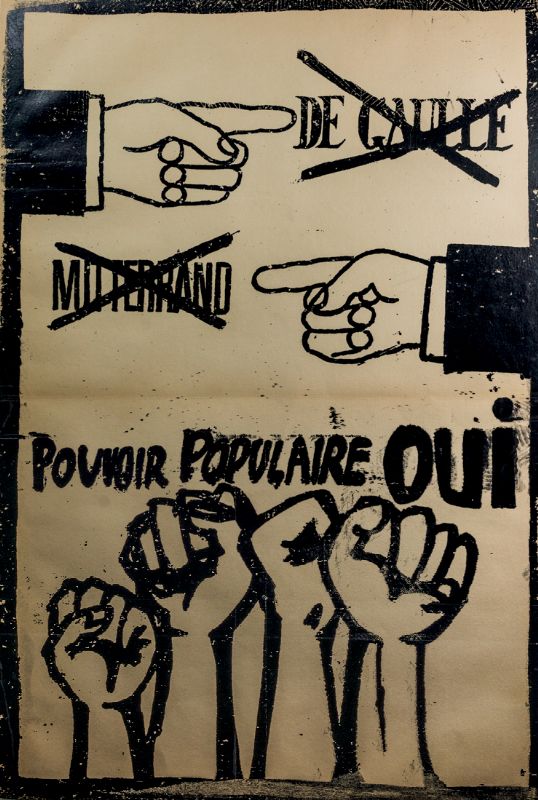 DE GAULLE
MITTERRAND
POUVOIR POPULAIRE OUI